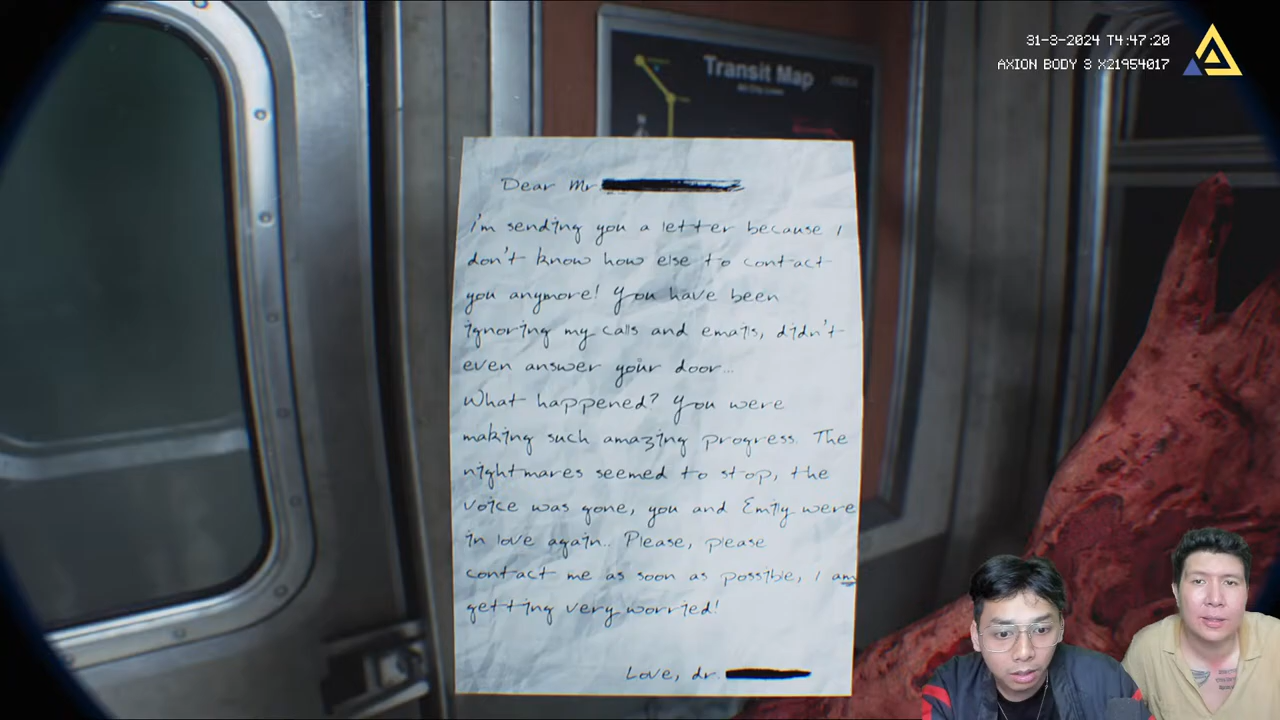 31-3-2024 T4:47:20
AXION BODY 3 X21954017
Transit Map
All City Lines
Dear Mr
i'm sending you a letter because I
don't know how else to contact
you anymore! You have been
ignoring my calls and emails, didn't
even answer your door...
What happened? You were
making such amazing progress. The
nightmares seemed to stop, the
voice was gone, you and Emily were
in love again.. Please, please
contact me as soon as possible, I am
getting very worried!
Love, dr.